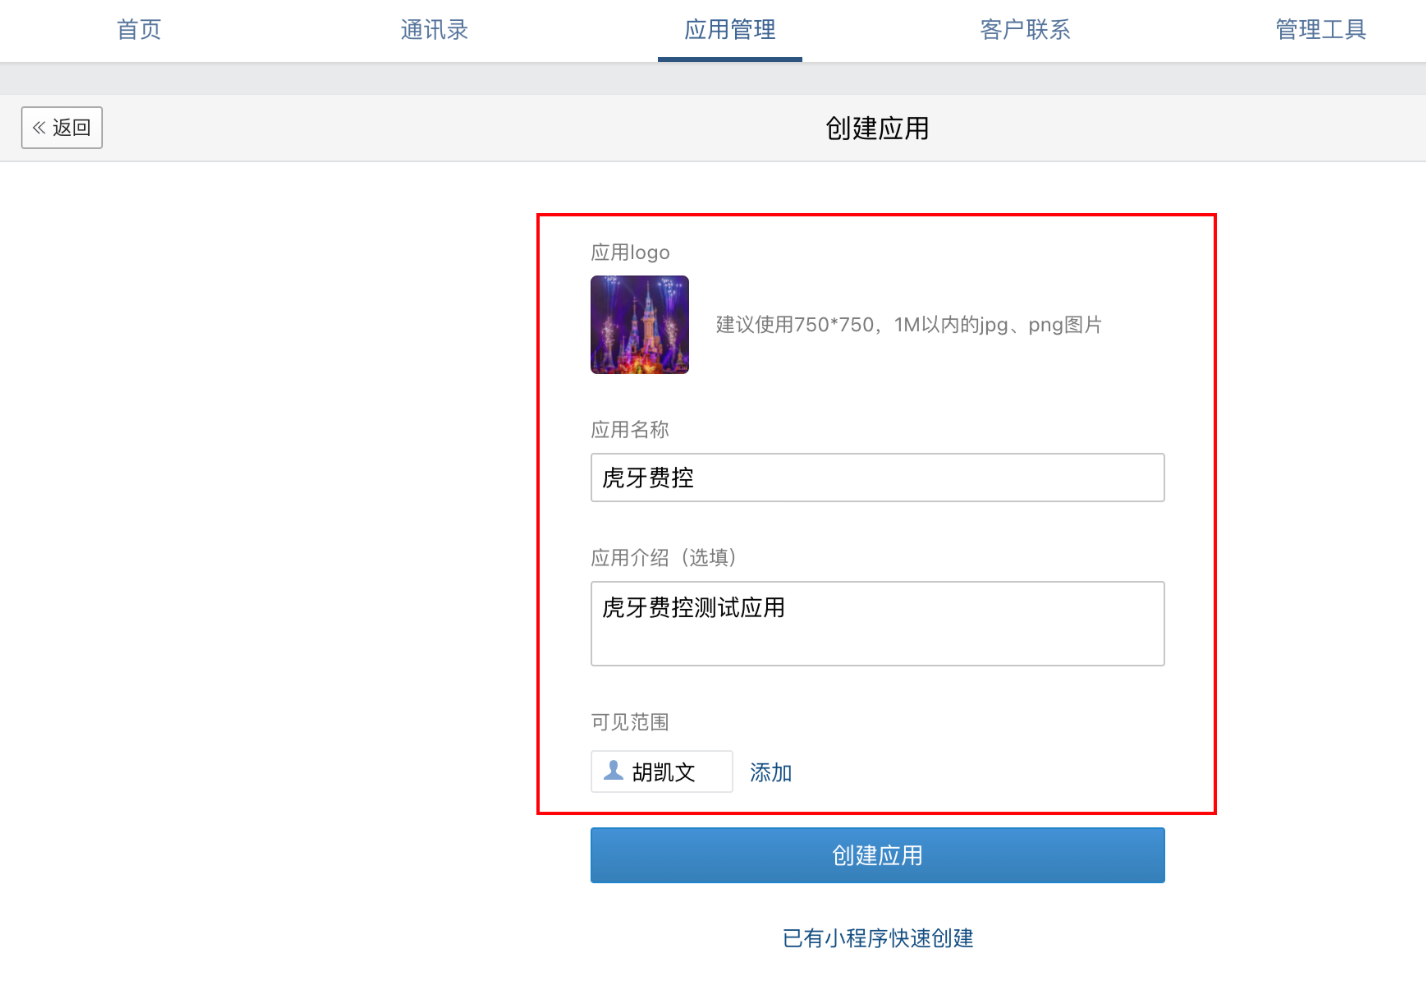 首页
通讯录
应用管理
客户联系
管理工具
« 返回
创建应用
应用logo
建议使用750*750，1M以内的jpg、png图片
应用名称
虎牙费控
应用介绍（选填）
虎牙费控测试应用
可见范围
胡凯文
添加
创建应用
已有小程序快速创建